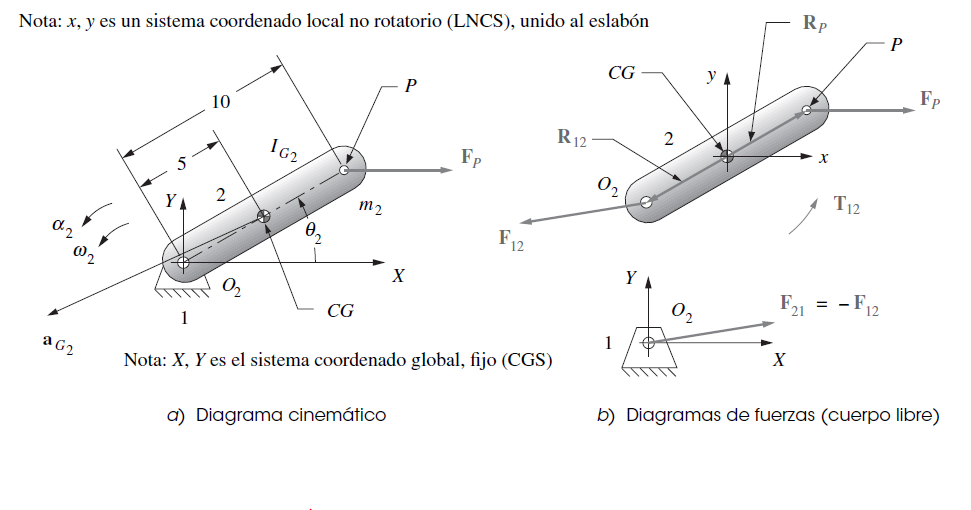 Nota: x, y es un sistema coordenado local no rotatorio (LNCS), unido al eslabón
10
5
I_G2
P
F_P
Y
2
m_2
α_2
ω_2
θ_2
X
O_2
CG
1
a_G2
Nota: X, Y es el sistema coordenado global, fijo (CGS)
a) Diagrama cinemático
R_P
P
CG
y
F_P
R_12
2
x
O_2
T_12
F_12
Y
O_2
F_21 = – F_12
1
X
b) Diagramas de fuerzas (cuerpo libre)